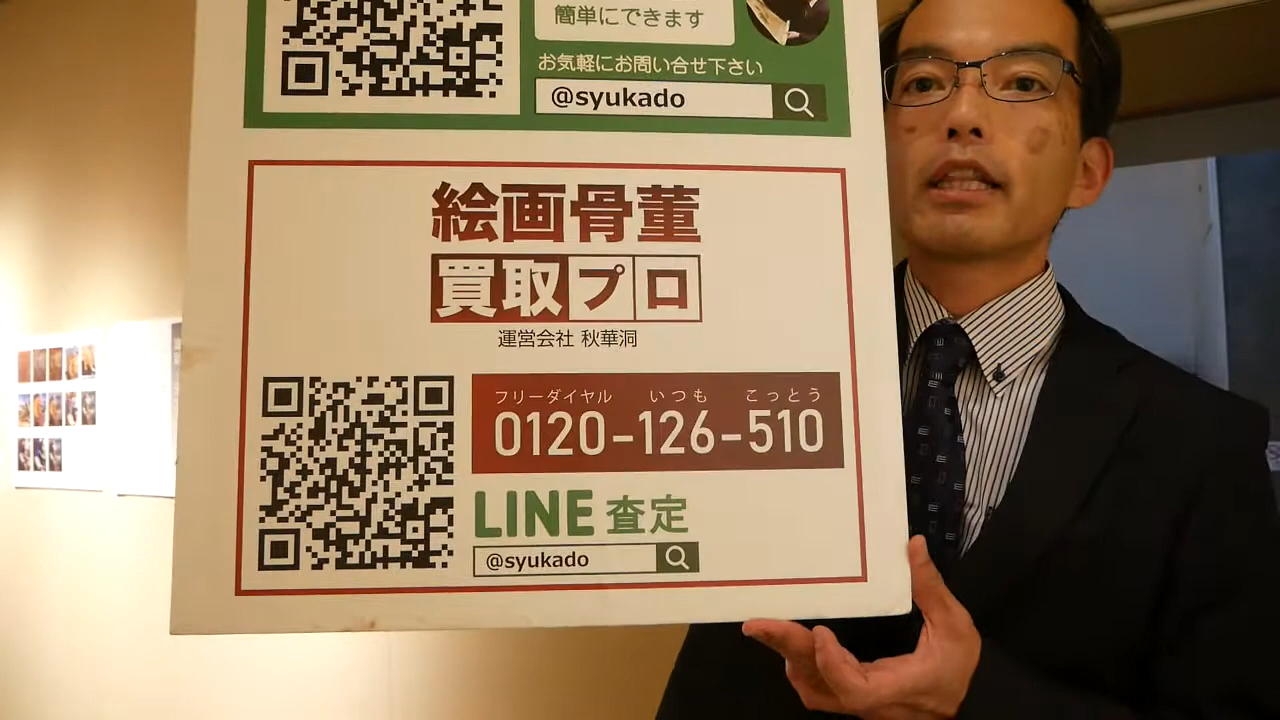 簡単にできます
お気軽にお問い合せ下さい
@syukado
絵画骨董
買取プロ
運営会社 秋華洞
フリーダイヤル いつも こっとう
0120-126-510
LINE 査定
@syukado